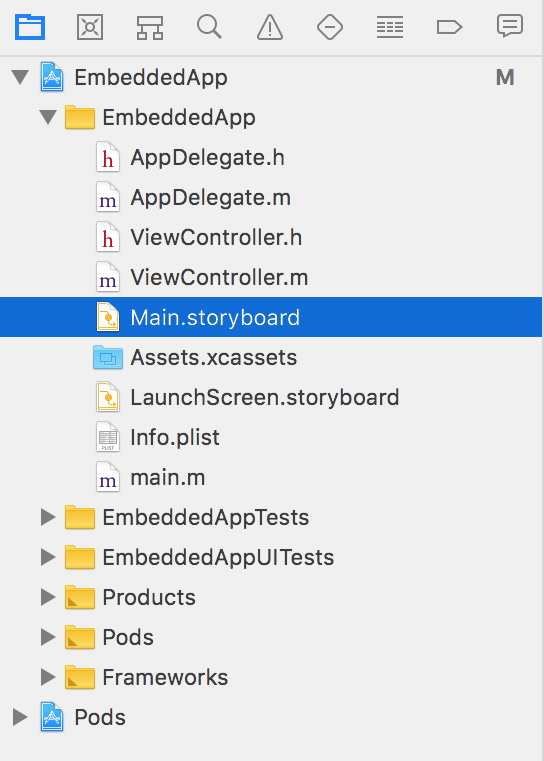 EmbeddedApp M
EmbeddedApp
h AppDelegate.h
m AppDelegate.m
h ViewController.h
m ViewController.m
Main.storyboard
Assets.xcassets
LaunchScreen.storyboard
PLIST Info.plist
m main.m
EmbeddedAppTests
EmbeddedAppUITests
Products
Pods
Frameworks
Pods